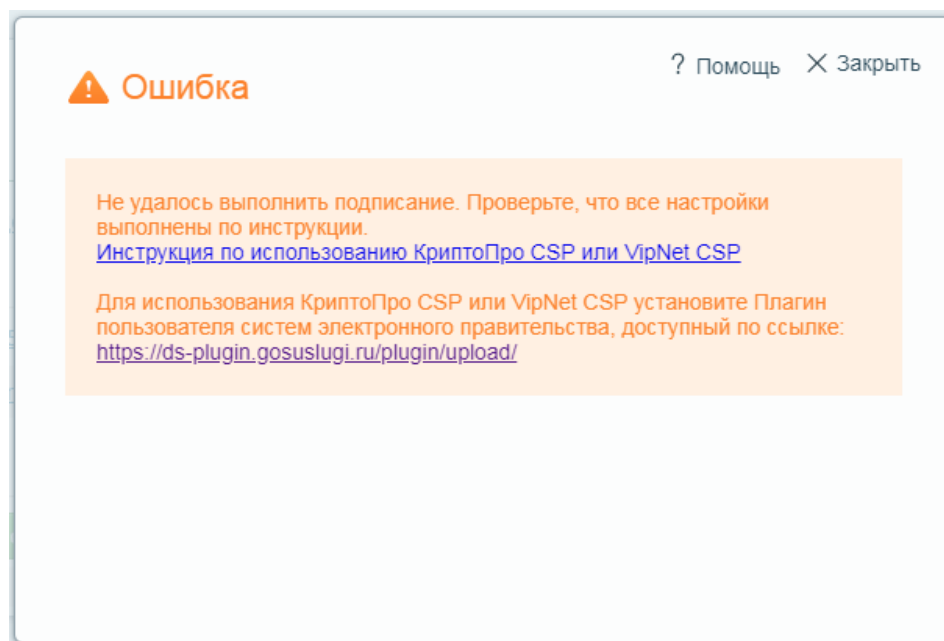 Ошибка
? Помощь
Закрыть
Не удалось выполнить подписание. Проверьте, что все настройки
выполнены по инструкции.
Инструкция по использованию КриптоПро CSP или VipNet CSP
Для использования КриптоПро CSP или VipNet CSP установите Плагин
пользователя систем электронного правительства, доступный по ссылке:
https://ds-plugin.gosuslugi.ru/plugin/upload/